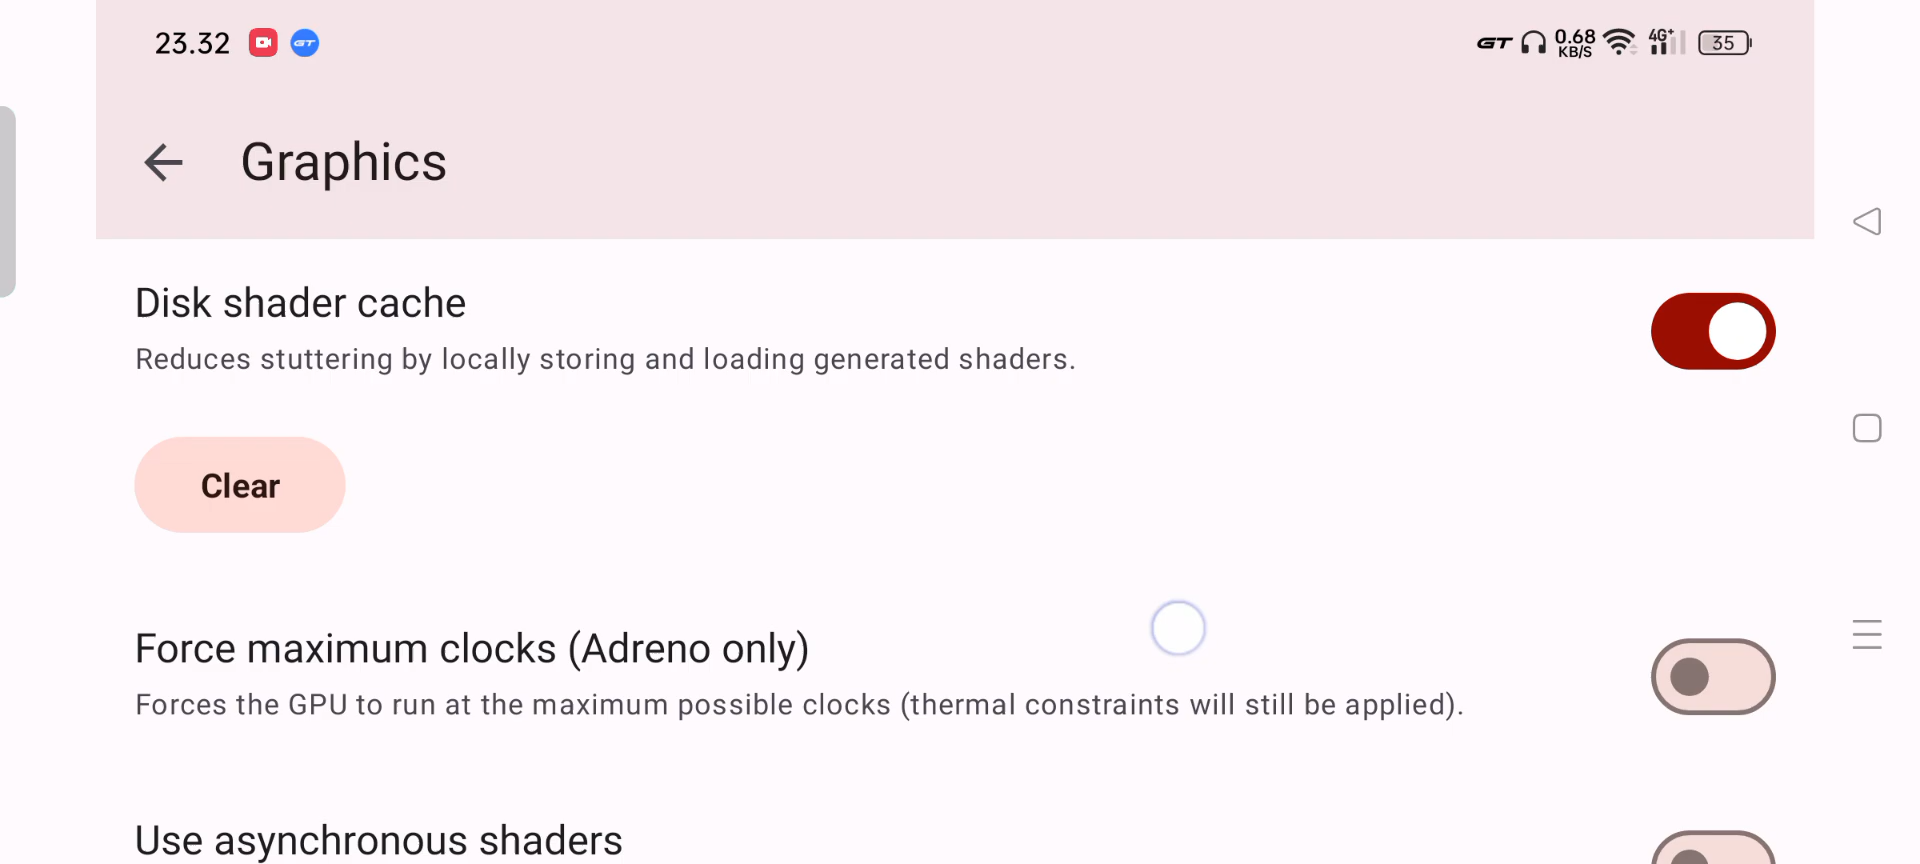 23.32 GT GT 0.68 KB/S 4G+ 35
Graphics
Disk shader cache
Reduces stuttering by locally storing and loading generated shaders.
Clear
Force maximum clocks (Adreno only)
Forces the GPU to run at the maximum possible clocks (thermal constraints will still be applied).
Use asynchronous shaders